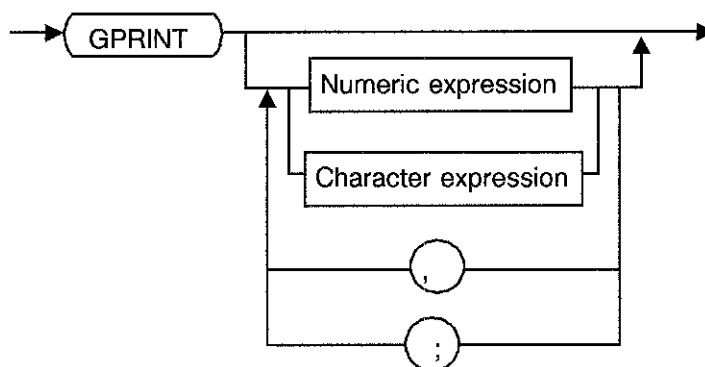 GPRINT
Numeric expression
Character expression
,
;